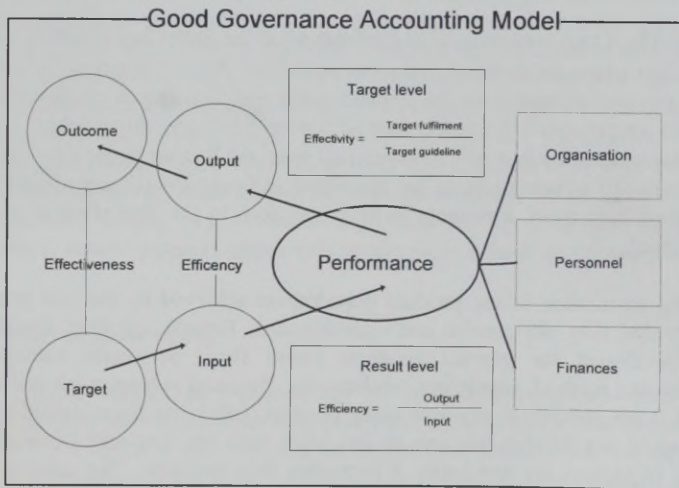 Good Governance Accounting Model
Target level
Effectivity = Target fulfilment
Target guideline
Outcome
Output
Organisation
Effectiveness
Efficency
Performance
Personnel
Target
Input
Result level
Efficiency = Output
Input
Finances